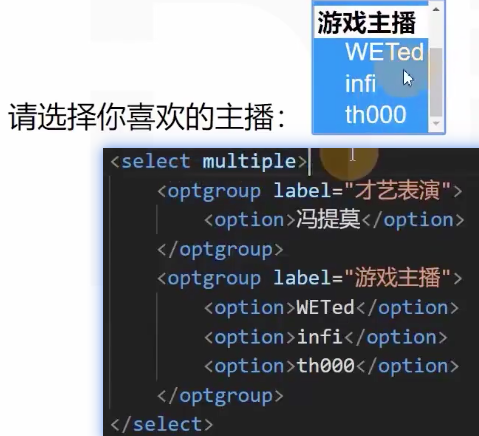 游戏主播
WETed
infi
th000
请选择你喜欢的主播：
<select multiple>
<optgroup label="才艺表演">
<option>冯提莫</option>
</optgroup>
<optgroup label="游戏主播">
<option>WETed</option>
<option>infi</option>
<option>th000</option>
</optgroup>
</select>